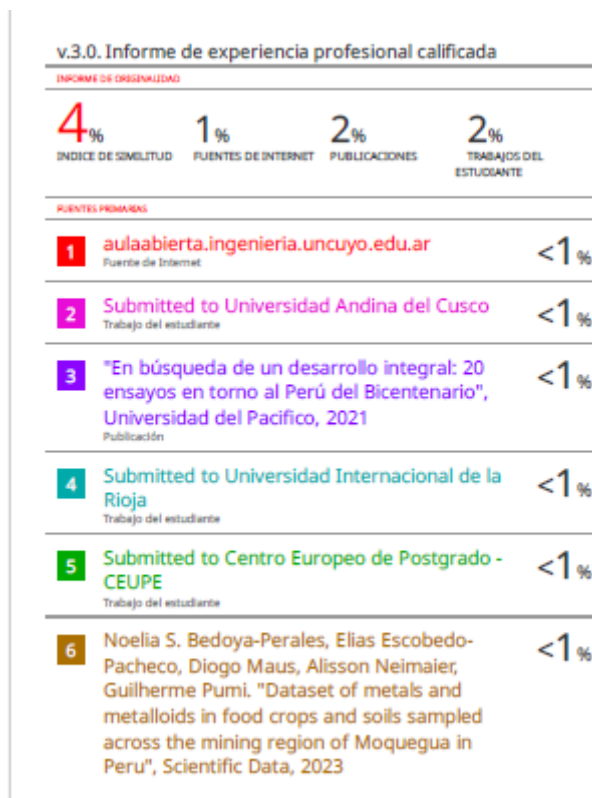 v.3.0. Informe de experiencia profesional calificada
INFORME DE ORIGINALIDAD
4% 1% 2% 2%
INDICE DE SIMILITUD FUENTES DE INTERNET PUBLICACIONES TRABAJOS DEL
ESTUDIANTE
FUENTES PRIMARIAS
1 aulaabierta.ingenieria.uncuyo.edu.ar <1%
Fuente de Internet
2 Submitted to Universidad Andina del Cusco <1%
Trabajo del estudiante
3 "En búsqueda de un desarrollo integral: 20 <1%
ensayos en torno al Perú del Bicentenario",
Universidad del Pacifico, 2021
Publicación
4 Submitted to Universidad Internacional de la <1%
Rioja
Trabajo del estudiante
5 Submitted to Centro Europeo de Postgrado - <1%
CEUPE
Trabajo del estudiante
6 Noelia S. Bedoya-Perales, Elias Escobedo- <1%
Pacheco, Diogo Maus, Alisson Neimaier,
Guilherme Pumi. "Dataset of metals and
metalloids in food crops and soils sampled
across the mining region of Moquegua in
Peru", Scientific Data, 2023